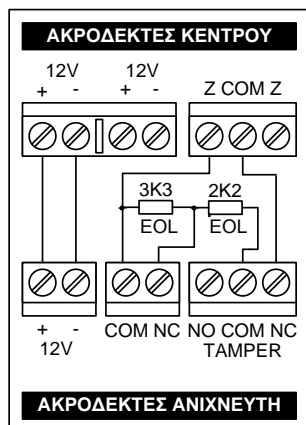 ΑΚΡΟΔΕΚΤΕΣ ΚΕΝΤΡΟΥ
12V 12V
+ - + - Z COM Z
3K3 2K2
EOL EOL
+ - COM NC NO COM NC
12V TAMPER
ΑΚΡΟΔΕΚΤΕΣ ΑΝΙΧΝΕΥΤΗ